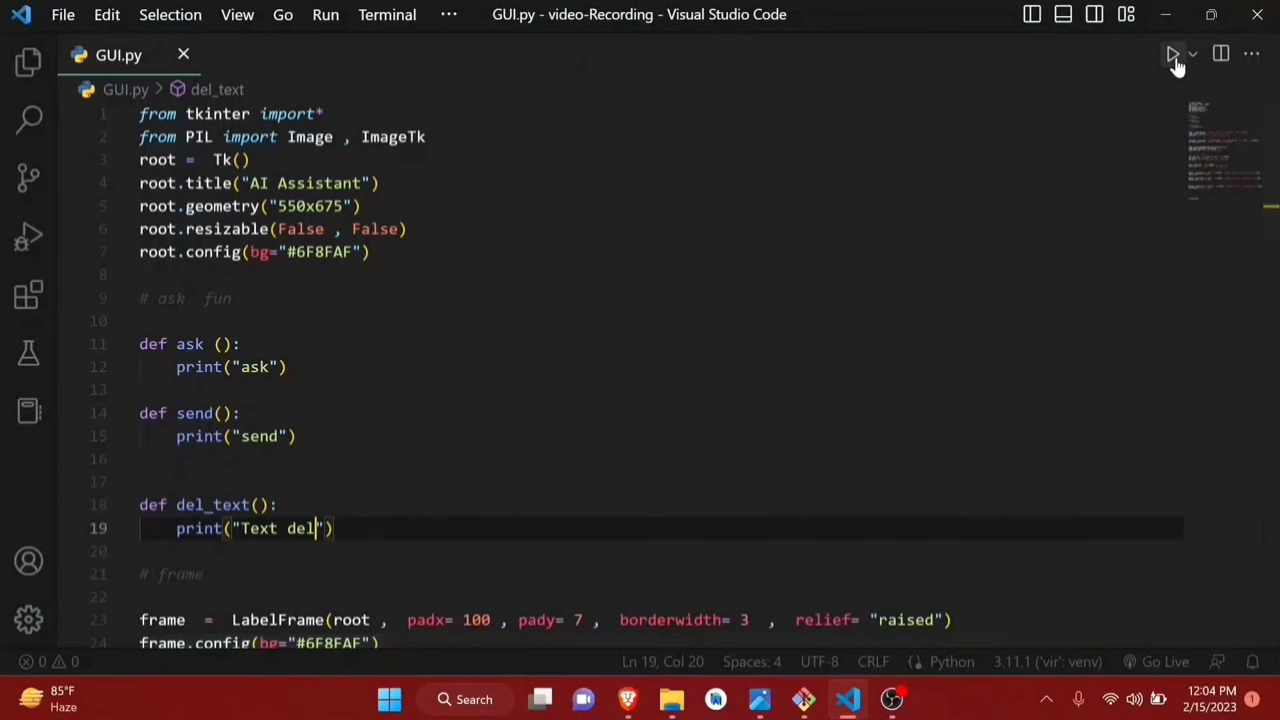 File Edit Selection View Go Run Terminal ··· GUI.py - video-Recording - Visual Studio Code
GUI.py
GUI.py > del_text
1 from tkinter import*
2 from PIL import Image , ImageTk
3 root =  Tk()
4 root.title("AI Assistant")
5 root.geometry("550x675")
6 root.resizable(False , False)
7 root.config(bg="#6F8FAF")
8
9 # ask  fun
10
11 def ask ():
12     print("ask")
13
14 def send():
15     print("send")
16
17
18 def del_text():
19     print("Text del")
20
21 # frame
22
23 frame  =  LabelFrame(root ,  padx= 100 , pady= 7 ,  borderwidth= 3  ,  relief= "raised")
24 frame.config(bg="#6F8FAF")
0 0 Ln 19, Col 20 Spaces: 4 UTF-8 CRLF Python 3.11.1 ('vir': venv) Go Live
85°F
Haze
Search
12:04 PM
2/15/2023
1